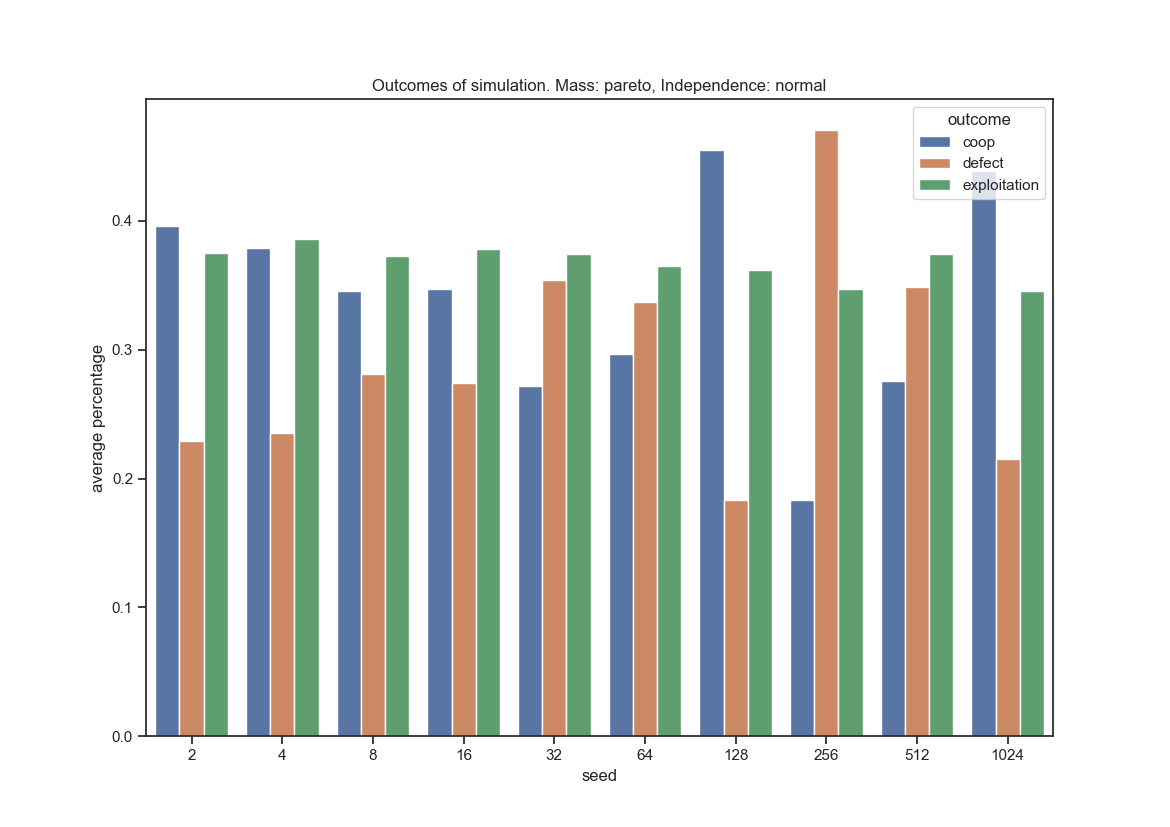 Outcomes of simulation. Mass: pareto, Independence: normal
outcome
coop
defect
exploitation
average percentage
0.4
0.3
0.2
0.1
0.0
2 4 8 16 32 64 128 256 512 1024
seed